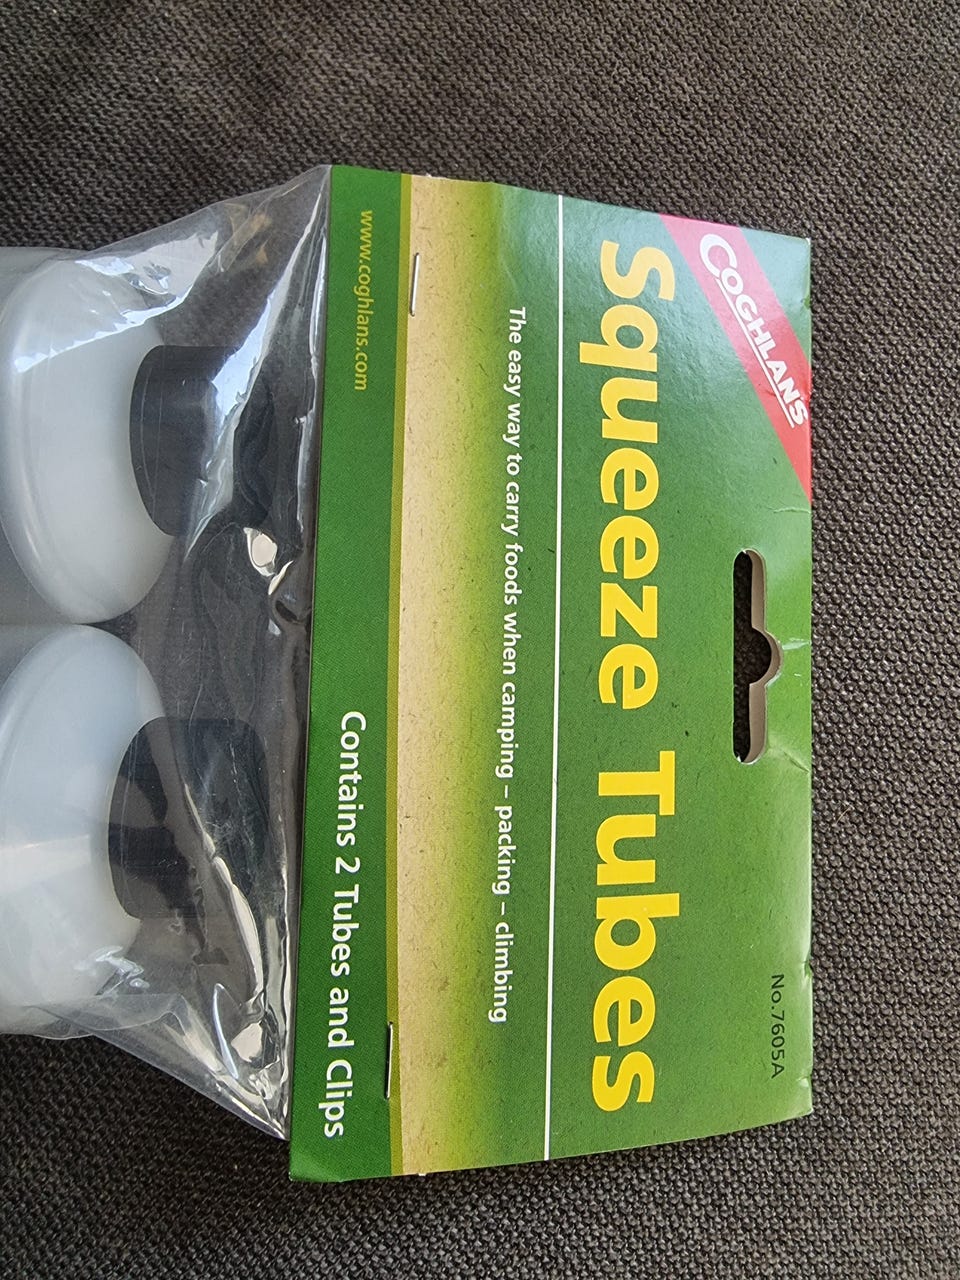 COGHLANS
No.7605A
Squeeze Tubes
The easy way to carry foods when camping – packing – climbing
www.coghlans.com
Contains 2 Tubes and Clips